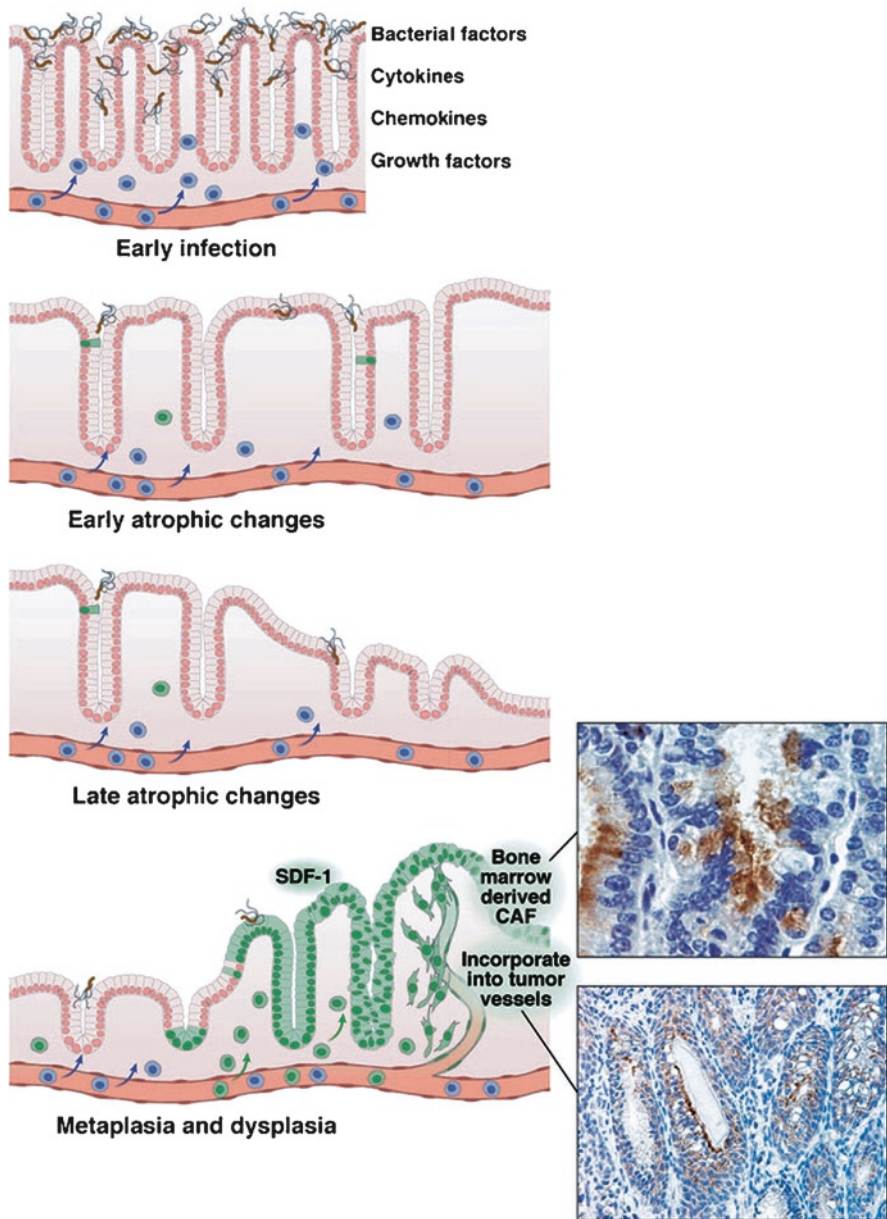 Bacterial factors
Cytokines
Chemokines
Growth factors
Early infection
Early atrophic changes
Late atrophic changes
SDF-1
Bone
marrow
derived
CAF
Incorporate
into tumor
vessels
Metaplasia and dysplasia